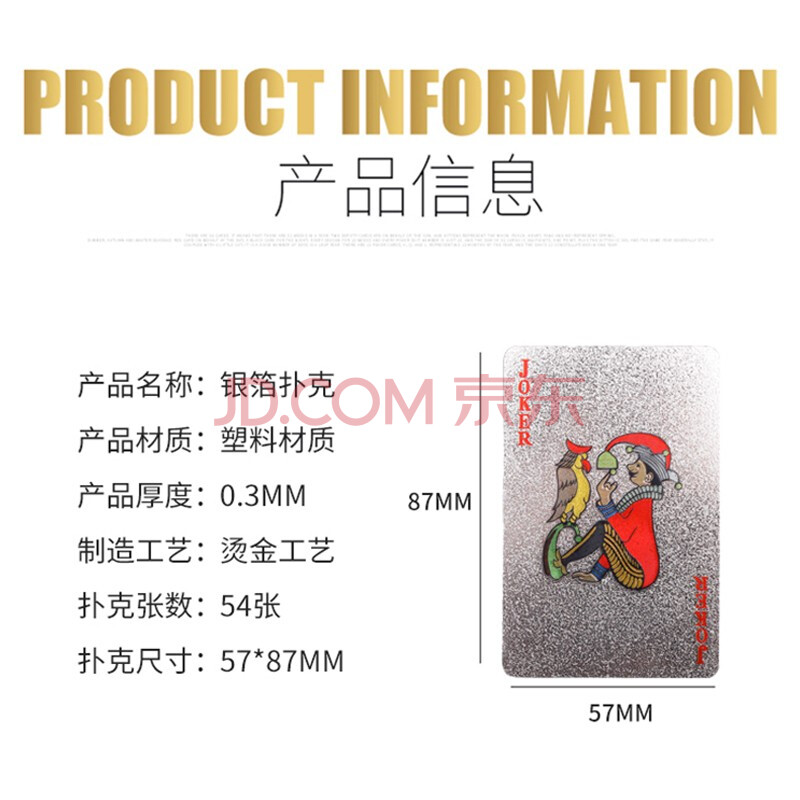 PRODUCT INFORMATION
产品信息
产品名称：银箔扑克
产品材质：塑料材质
产品厚度：0.3MM
制造工艺：烫金工艺
扑克张数：54张
扑克尺寸：57*87MM
JD.COM 京东
87MM
JOKER
JOKER
57MM